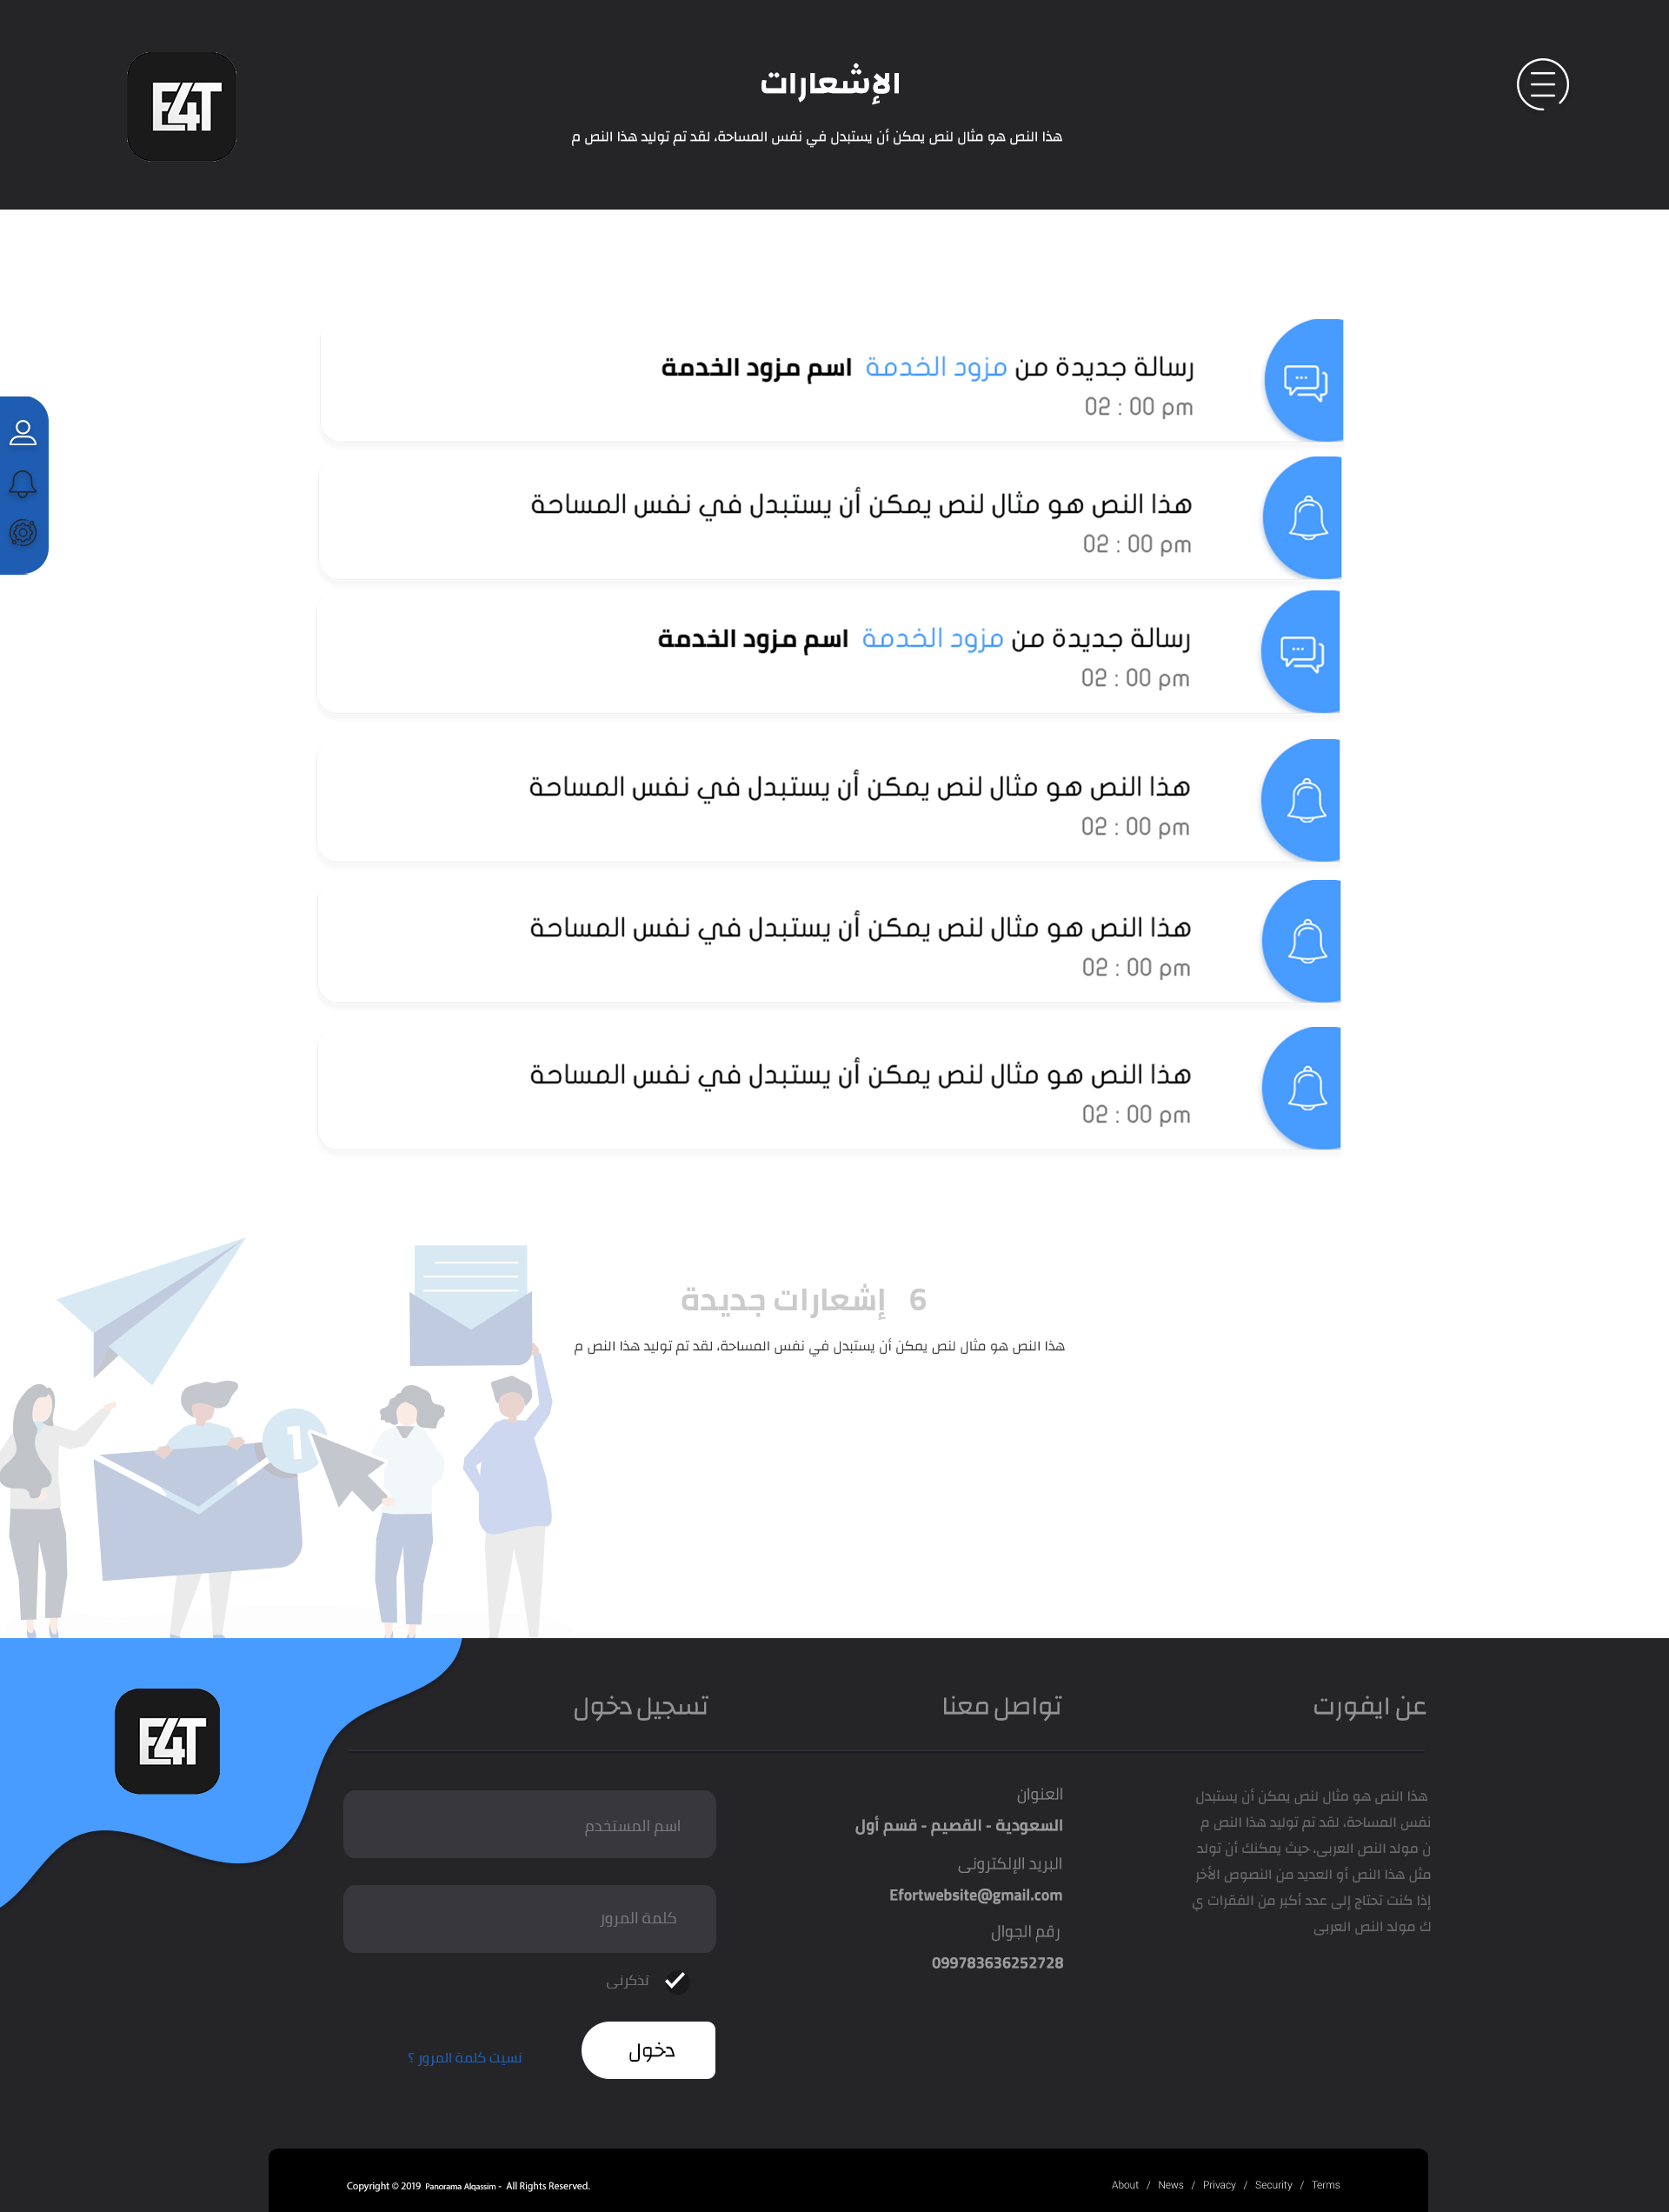 E4T
الإشعارات
هذا النص هو مثال لنص يمكن أن يستبدل في نفس المساحة، لقد تم توليد هذا النص م
رسالة جديدة من مزود الخدمة اسم مزود الخدمة
02 : 00 pm
هذا النص هو مثال لنص يمكن أن يستبدل في نفس المساحة
02 : 00 pm
رسالة جديدة من مزود الخدمة اسم مزود الخدمة
02 : 00 pm
هذا النص هو مثال لنص يمكن أن يستبدل في نفس المساحة
02 : 00 pm
هذا النص هو مثال لنص يمكن أن يستبدل في نفس المساحة
02 : 00 pm
هذا النص هو مثال لنص يمكن أن يستبدل في نفس المساحة
02 : 00 pm
6 إشعارات جديدة
هذا النص هو مثال لنص يمكن أن يستبدل في نفس المساحة، لقد تم توليد هذا النص م
1
عن ايفورت
هذا النص هو مثال لنص يمكن أن يستبدل
نفس المساحة، لقد تم توليد هذا النص م
ن مولد النص العربى، حيث يمكنك أن تولد
مثل هذا النص أو العديد من النصوص الأخر
إذا كنت تحتاج إلى عدد أكبر من الفقرات ي
ك مولد النص العربى
تواصل معنا
العنوان
السعودية - القصيم - قسم أول
البريد الإلكترونى
Efortwebsite@gmail.com
رقم الجوال
099783636252728
تسجيل دخول
اسم المستخدم
كلمة المرور
تذكرنى
دخول
نسيت كلمة المرور ؟
E4T
Copyright © 2019 Panorama Alqassim - All Rights Reserved.
About / News / Privacy / Security / Terms